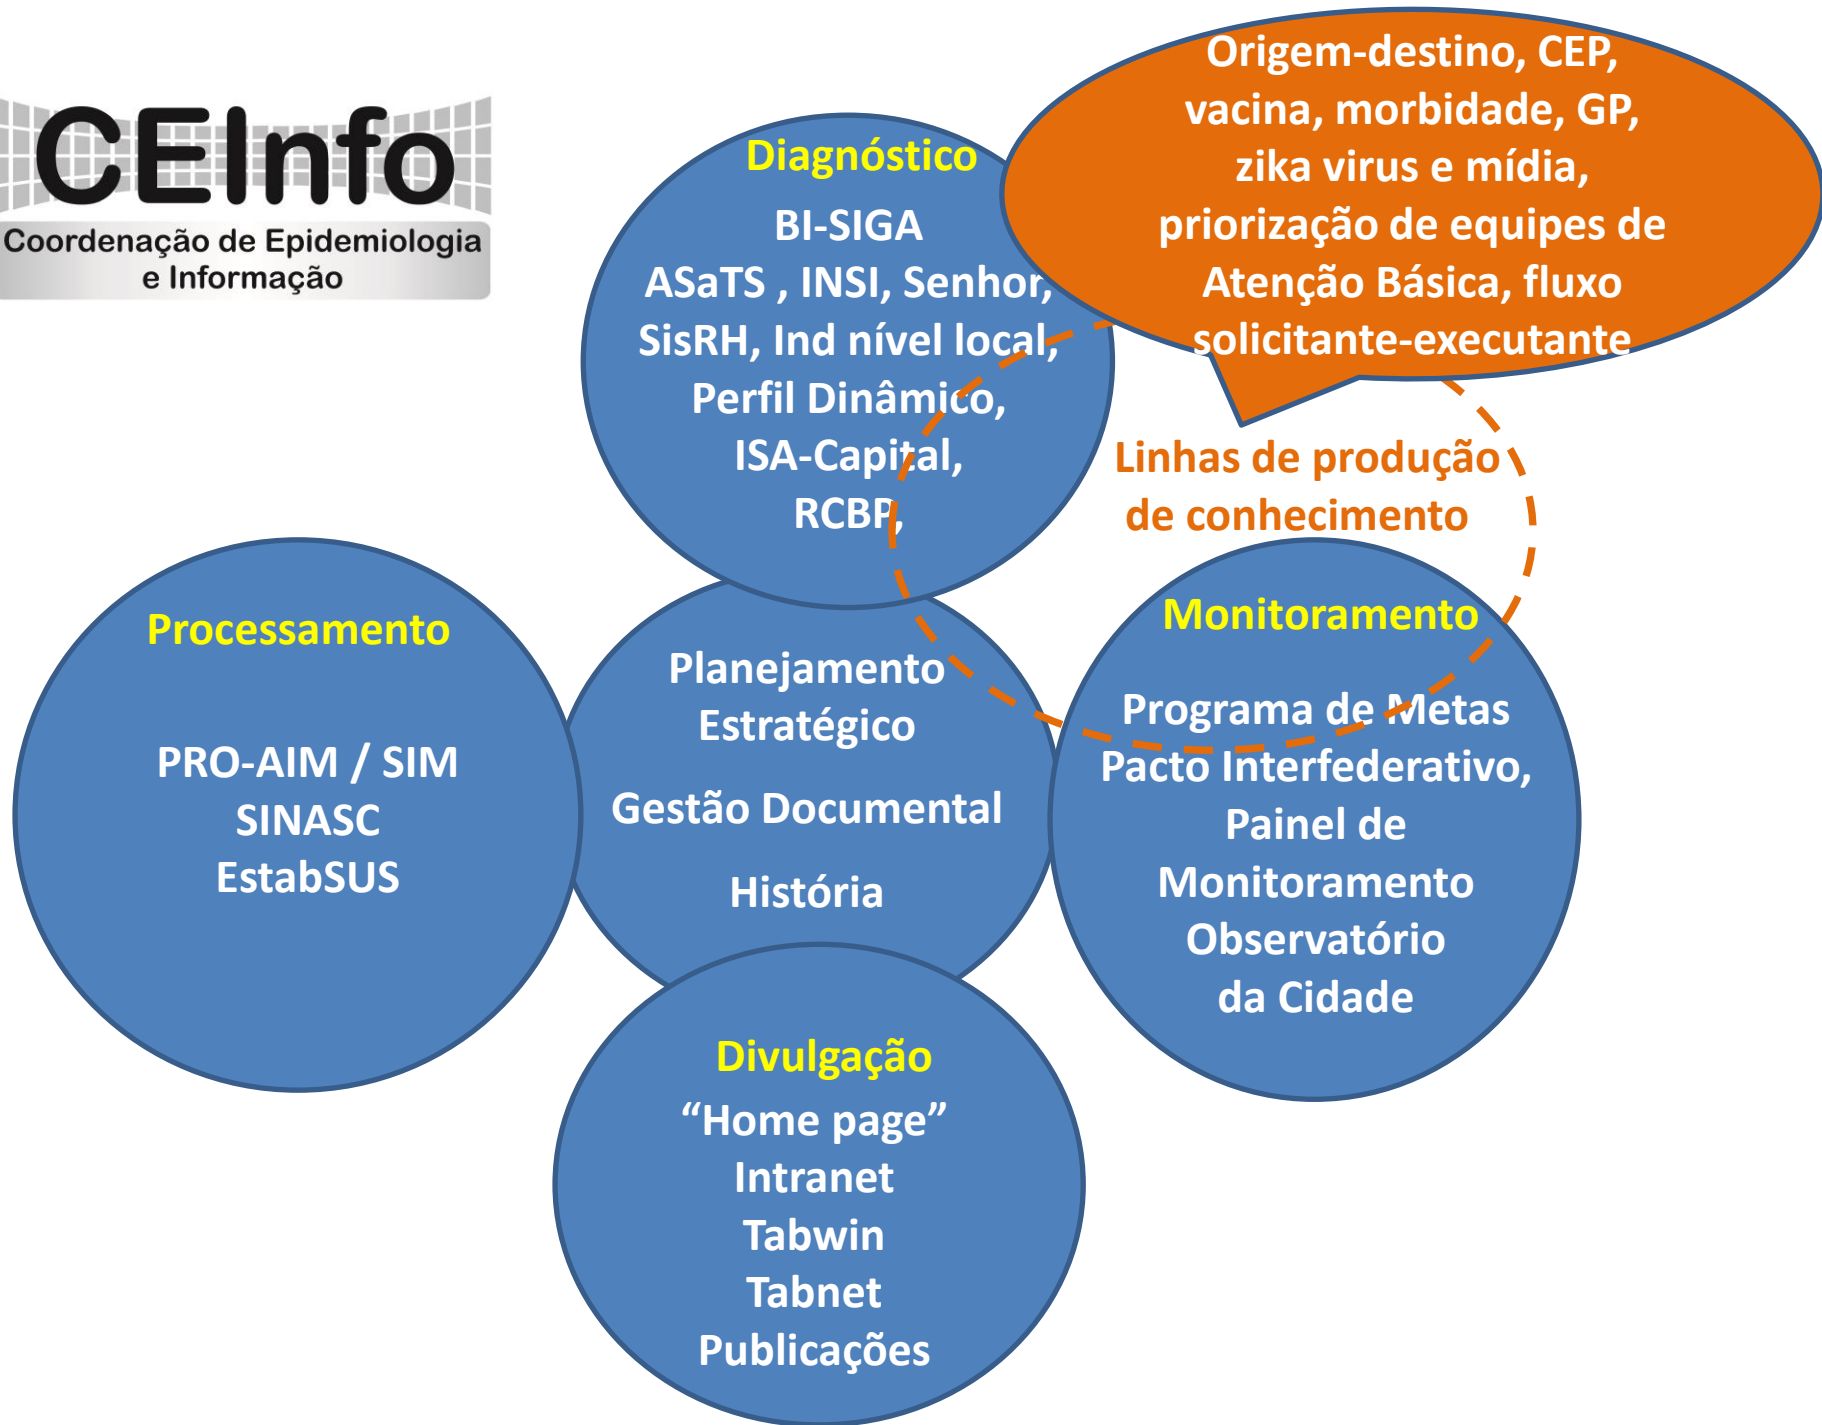 CEInfo
Coordenação de Epidemiologia
e Informação
Origem-destino, CEP,
vacina, morbidade, GP,
zika virus e mídia,
priorização de equipes de
Atenção Básica, fluxo
solicitante-executante
Diagnóstico
BI-SIGA
ASaTS , INSI, Senhor,
SisRH, Ind nível local,
Perfil Dinâmico,
ISA-Capital,
RCBP,
Linhas de produção
de conhecimento
Processamento
PRO-AIM / SIM
SINASC
EstabSUS
Planejamento
Estratégico
Gestão Documental
História
Monitoramento
Programa de Metas
Pacto Interfederativo,
Painel de
Monitoramento
Observatório
da Cidade
Divulgação
“Home page”
Intranet
Tabwin
Tabnet
Publicações